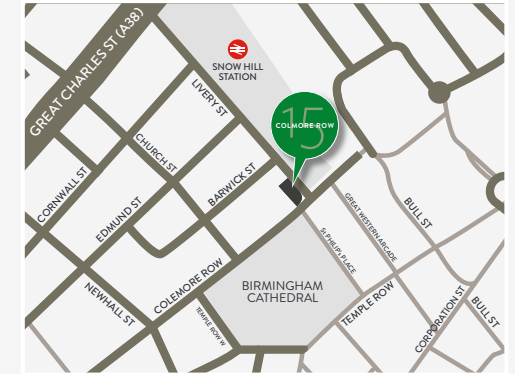 GREAT CHARLES ST (A38)
SNOW HILL
STATION
LIVERY ST
15
COLMORE ROW
CHURCH ST
CORNWALL ST
BARWICK ST
EDMUND ST
GREAT WESTERN ARCADE
BULL ST
ST PHILIPS PLACE
COLEMORE ROW
NEWHALL ST
BIRMINGHAM
CATHEDRAL
TEMPLE ROW W
TEMPLE ROW
CORPORATION ST
BULL ST